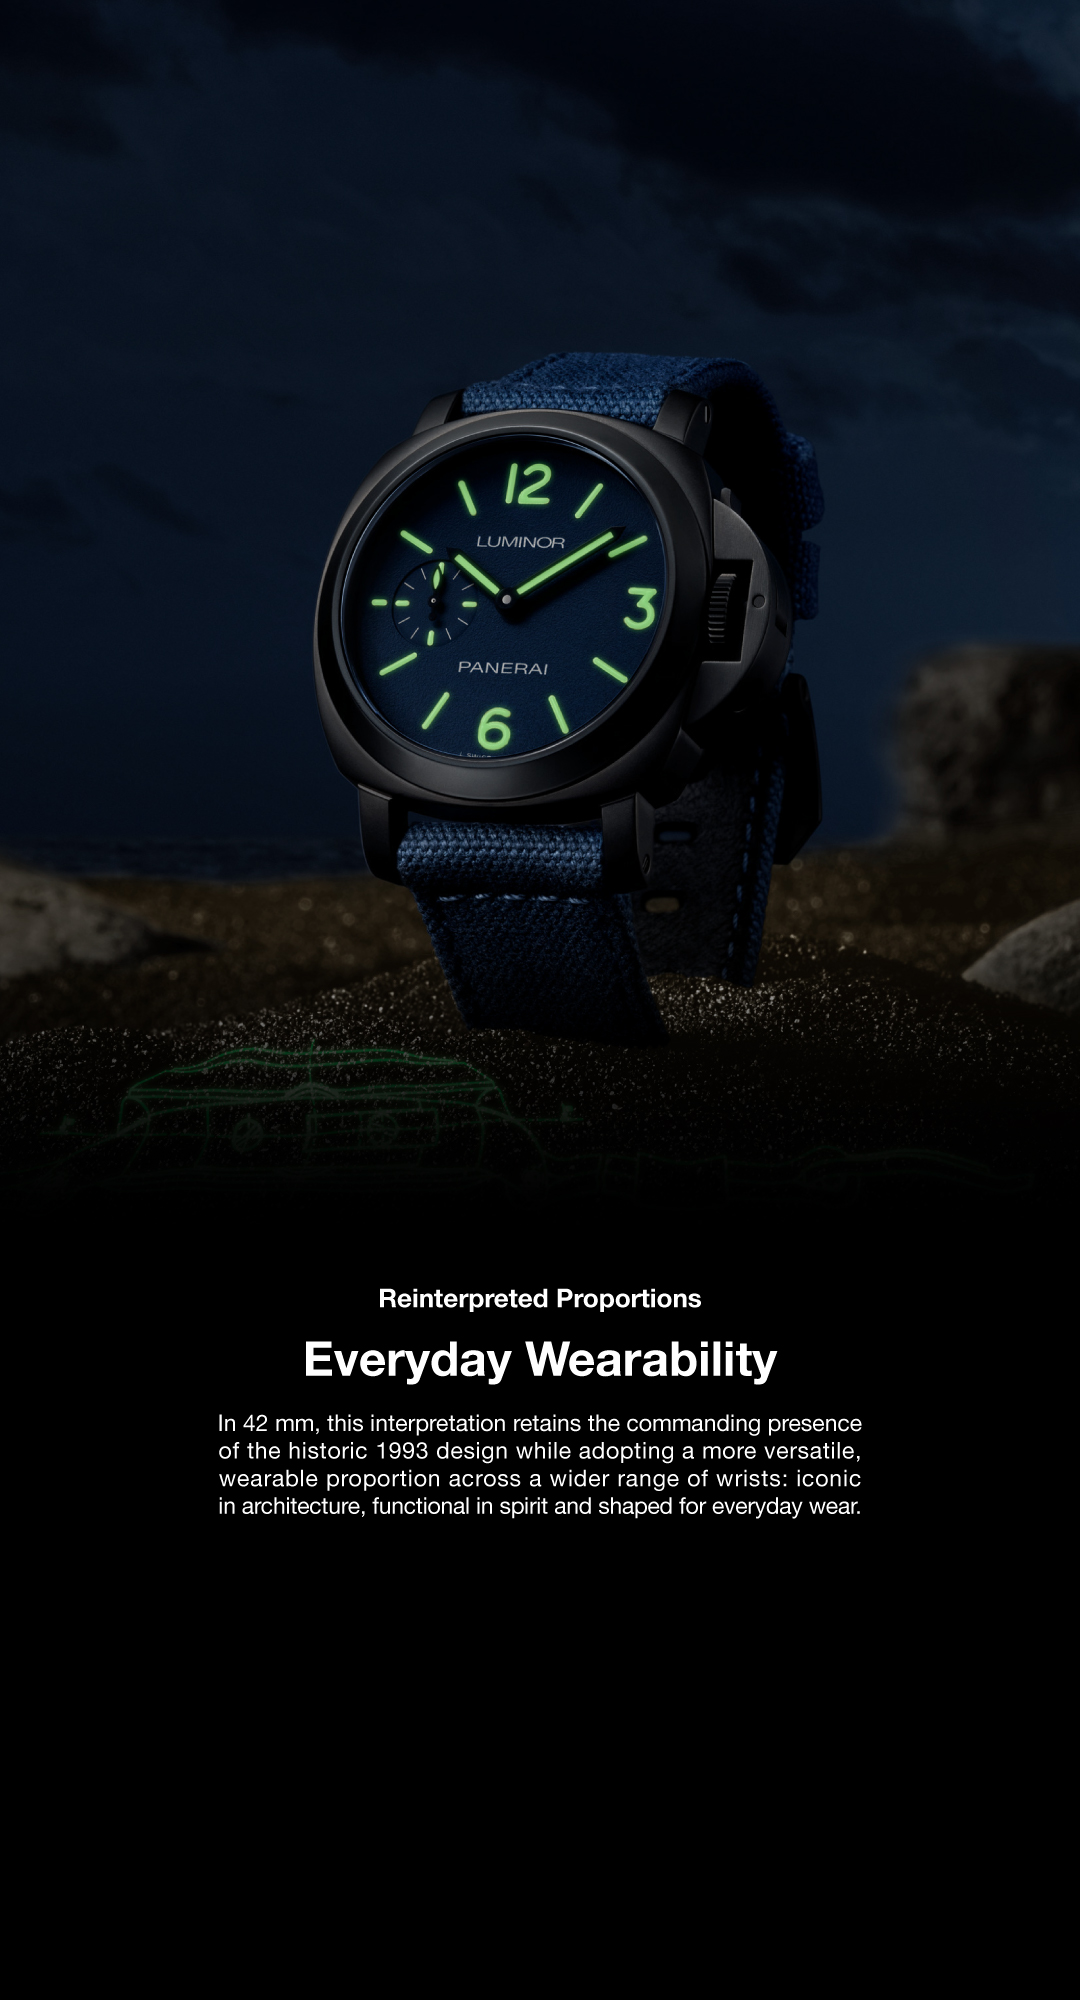 12
LUMINOR
3
PANERAI
6
Reinterpreted Proportions
Everyday Wearability
In 42 mm, this interpretation retains the commanding presence
of the historic 1993 design while adopting a more versatile,
wearable proportion across a wider range of wrists: iconic
in architecture, functional in spirit and shaped for everyday wear.